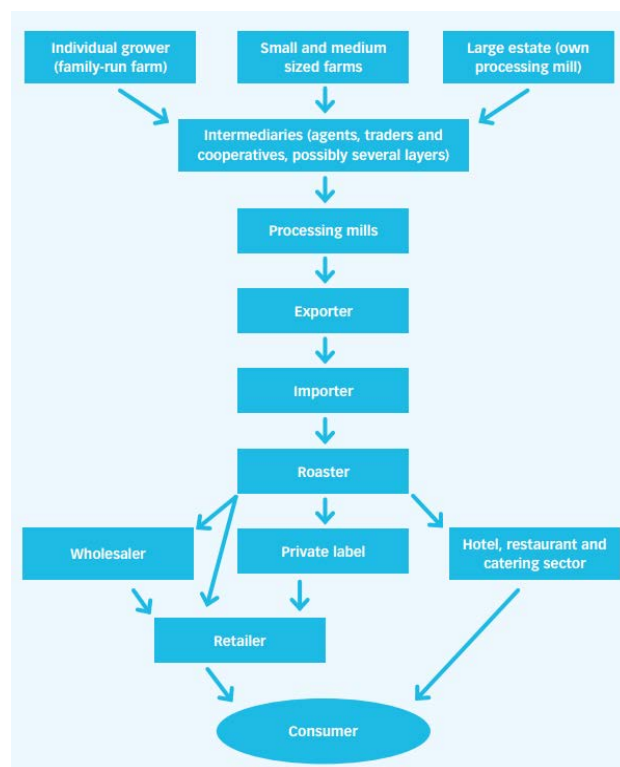 Individual grower
(family-run farm)
Small and medium
sized farms
Large estate (own
processing mill)
Intermediaries (agents, traders and
cooperatives, possibly several layers)
Processing mills
Exporter
Importer
Roaster
Wholesaler
Private label
Hotel, restaurant and
catering sector
Retailer
Consumer